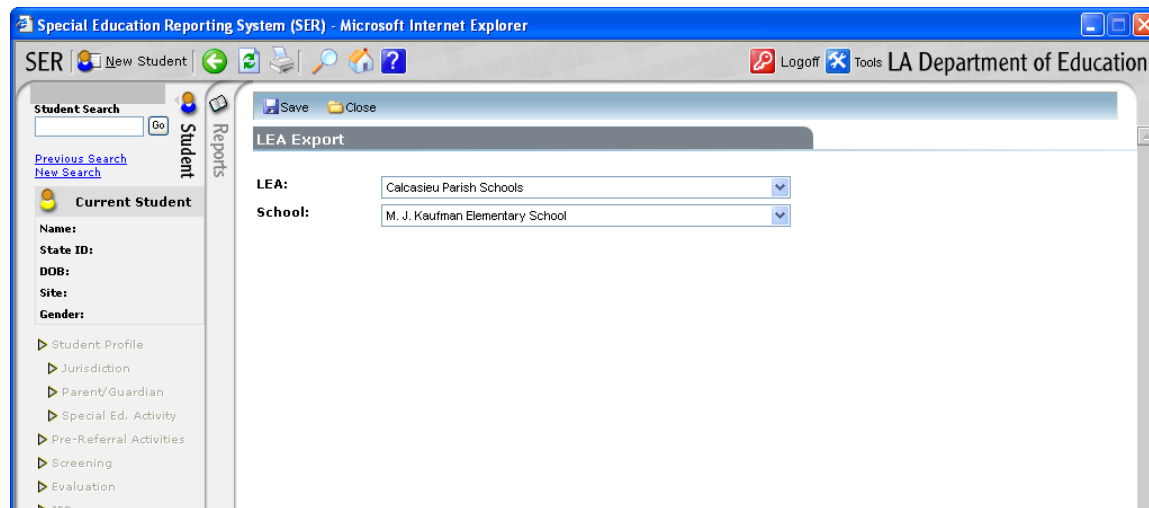 Special Education Reporting System (SER) - Microsoft Internet Explorer
SER New Student Logoff Tools LA Department of Education
Student Search
Go
Previous Search
New Search
Student
Reports
Current Student
Name:
State ID:
DOB:
Site:
Gender:
Student Profile
Jurisdiction
Parent/Guardian
Special Ed. Activity
Pre-Referral Activities
Screening
Evaluation
Save Close
LEA Export
LEA: Calcasieu Parish Schools
School: M. J. Kaufman Elementary School